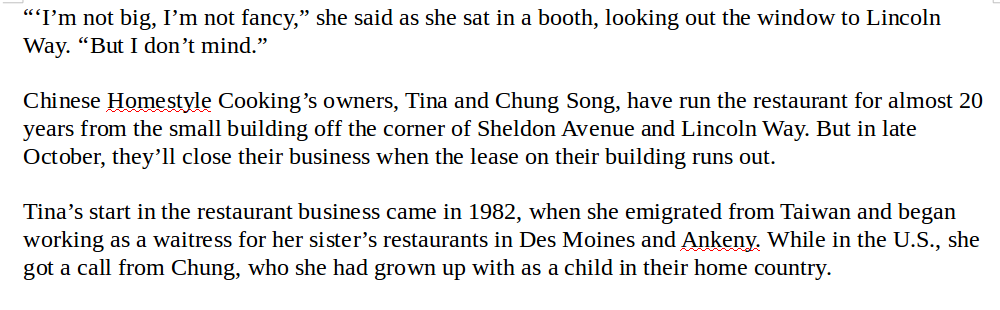 “‘I’m not big, I’m not fancy,” she said as she sat in a booth, looking out the window to Lincoln
Way. “But I don’t mind.”
Chinese Homestyle Cooking’s owners, Tina and Chung Song, have run the restaurant for almost 20
years from the small building off the corner of Sheldon Avenue and Lincoln Way. But in late
October, they’ll close their business when the lease on their building runs out.
Tina’s start in the restaurant business came in 1982, when she emigrated from Taiwan and began
working as a waitress for her sister’s restaurants in Des Moines and Ankeny. While in the U.S., she
got a call from Chung, who she had grown up with as a child in their home country.